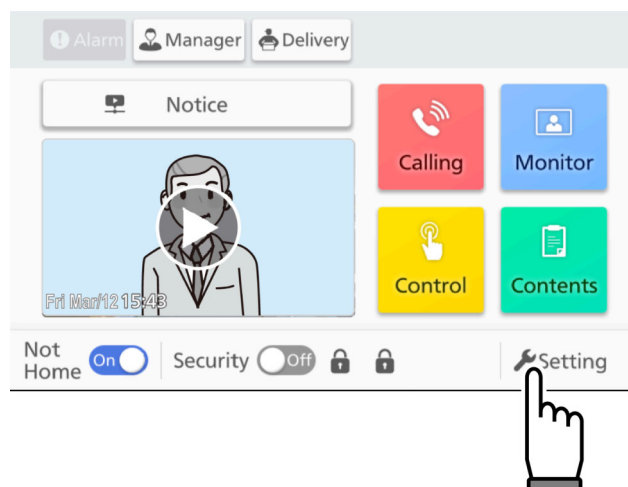 Alarm Manager Delivery
Notice
Calling Monitor
Fri Mar/12 15:43
Control Contents
Not Home On Security Off Setting